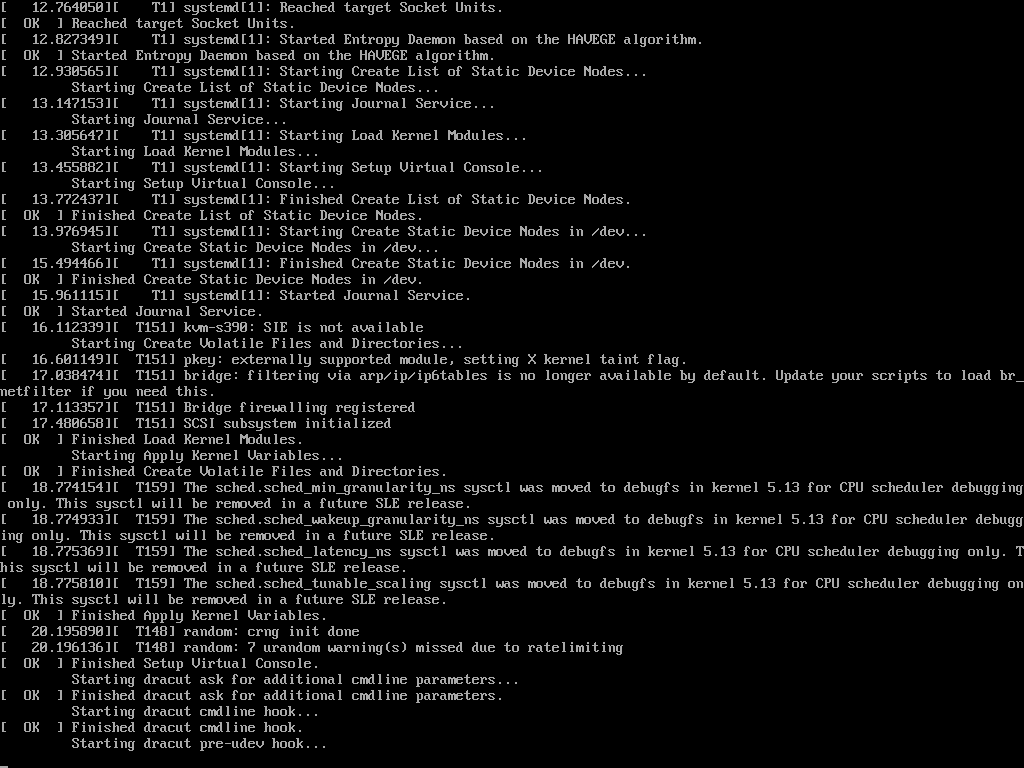 [   12.764050][    T1] systemd[1]: Reached target Socket Units.
[  OK  ] Reached target Socket Units.
[   12.827349][    T1] systemd[1]: Started Entropy Daemon based on the HAVEGE algorithm.
[  OK  ] Started Entropy Daemon based on the HAVEGE algorithm.
[   12.930565][    T1] systemd[1]: Starting Create List of Static Device Nodes...
         Starting Create List of Static Device Nodes...
[   13.147153][    T1] systemd[1]: Starting Journal Service...
         Starting Journal Service...
[   13.305647][    T1] systemd[1]: Starting Load Kernel Modules...
         Starting Load Kernel Modules...
[   13.455882][    T1] systemd[1]: Starting Setup Virtual Console...
         Starting Setup Virtual Console...
[   13.772437][    T1] systemd[1]: Finished Create List of Static Device Nodes.
[  OK  ] Finished Create List of Static Device Nodes.
[   13.976945][    T1] systemd[1]: Starting Create Static Device Nodes in /dev...
         Starting Create Static Device Nodes in /dev...
[   15.494466][    T1] systemd[1]: Finished Create Static Device Nodes in /dev.
[  OK  ] Finished Create Static Device Nodes in /dev.
[   15.961115][    T1] systemd[1]: Started Journal Service.
[  OK  ] Started Journal Service.
[   16.112339][  T151] kvm-s390: SIE is not available
         Starting Create Volatile Files and Directories...
[   16.601149][  T151] pkey: externally supported module, setting X kernel taint flag.
[   17.038474][  T151] bridge: filtering via arp/ip/ip6tables is no longer available by default. Update your scripts to load br_
netfilter if you need this.
[   17.113357][  T151] Bridge firewalling registered
[   17.480658][  T151] SCSI subsystem initialized
[  OK  ] Finished Load Kernel Modules.
         Starting Apply Kernel Variables...
[  OK  ] Finished Create Volatile Files and Directories.
[   18.774154][  T159] The sched.sched_min_granularity_ns sysctl was moved to debugfs in kernel 5.13 for CPU scheduler debugging
 only. This sysctl will be removed in a future SLE release.
[   18.774933][  T159] The sched.sched_wakeup_granularity_ns sysctl was moved to debugfs in kernel 5.13 for CPU scheduler debugg
ing only. This sysctl will be removed in a future SLE release.
[   18.775369][  T159] The sched.sched_latency_ns sysctl was moved to debugfs in kernel 5.13 for CPU scheduler debugging only. T
his sysctl will be removed in a future SLE release.
[   18.775810][  T159] The sched.sched_tunable_scaling sysctl was moved to debugfs in kernel 5.13 for CPU scheduler debugging on
ly. This sysctl will be removed in a future SLE release.
[  OK  ] Finished Apply Kernel Variables.
[   20.195890][  T148] random: crng init done
[   20.196136][  T148] random: 7 urandom warning(s) missed due to ratelimiting
[  OK  ] Finished Setup Virtual Console.
         Starting dracut ask for additional cmdline parameters...
[  OK  ] Finished dracut ask for additional cmdline parameters.
         Starting dracut cmdline hook...
[  OK  ] Finished dracut cmdline hook.
         Starting dracut pre-udev hook...